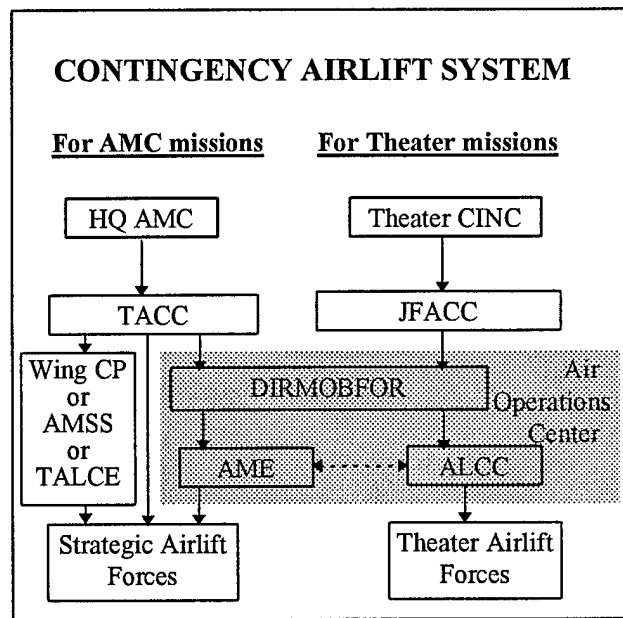 CONTINGENCY AIRLIFT SYSTEM
For AMC missions
For Theater missions
HQ AMC
Theater CINC
TACC
JFACC
Wing CP
or
AMSS
or
TALCE
DIRMOBFOR
Air
Operations
Center
AME
ALCC
Strategic Airlift
Forces
Theater Airlift
Forces